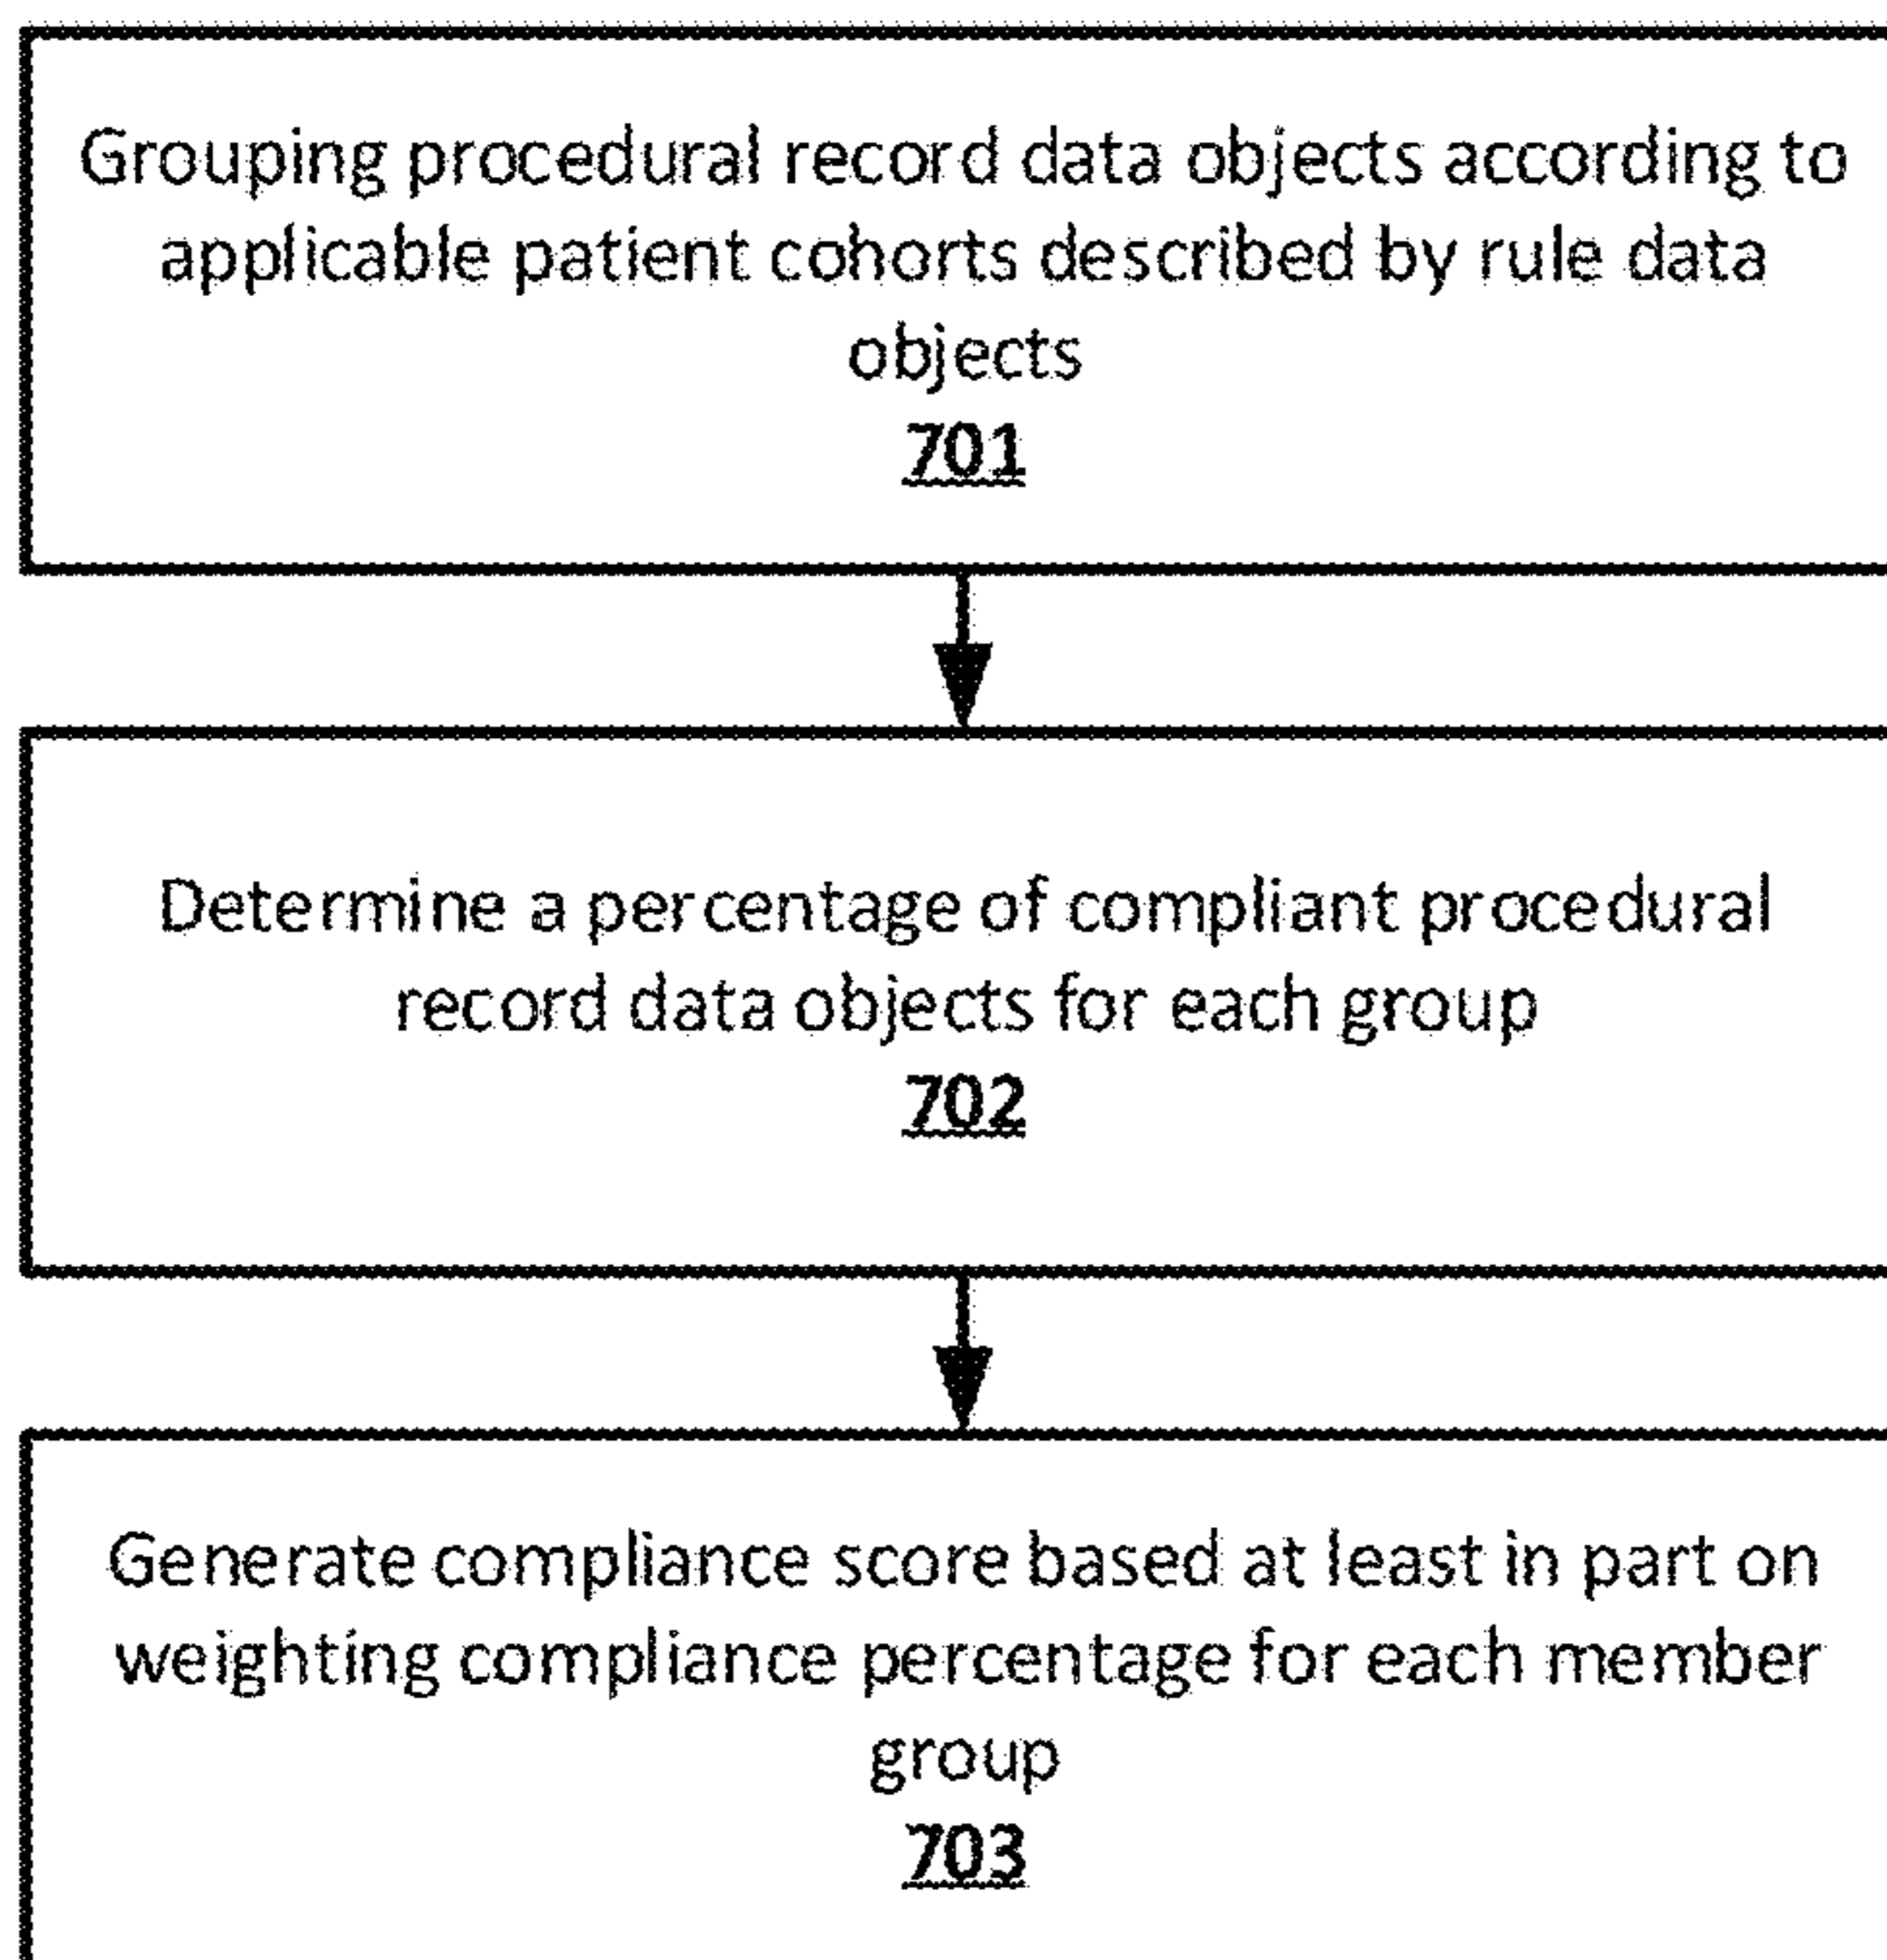 Grouping procedural record data objects according to
applicable patient cohorts described by rule data
objects
701
Determine a percentage of compliant procedural
record data objects for each group
702
Generate compliance score based at least in part on
weighting compliance percentage for each member
group
703